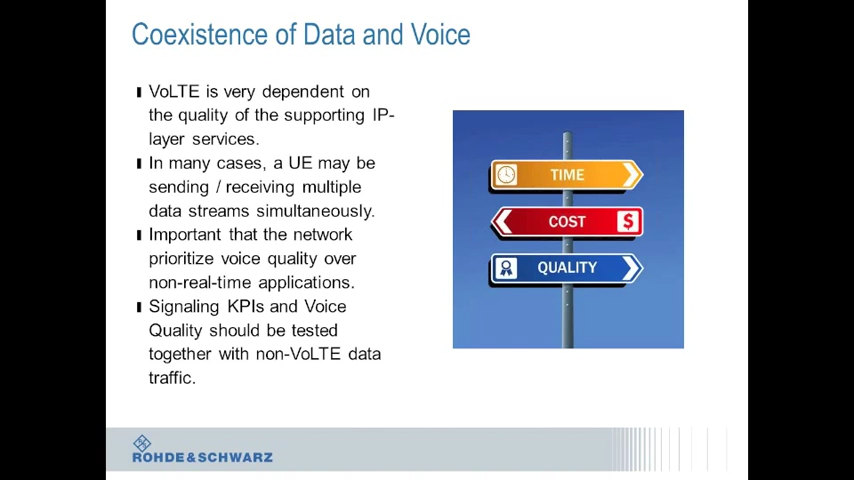 Coexistence of Data and Voice
VoLTE is very dependent on
the quality of the supporting IP-
layer services.
In many cases, a UE may be
sending / receiving multiple
data streams simultaneously.
Important that the network
prioritize voice quality over
non-real-time applications.
Signaling KPIs and Voice
Quality should be tested
together with non-VoLTE data
traffic.
TIME
COST $
QUALITY
ROHDE&SCHWARZ